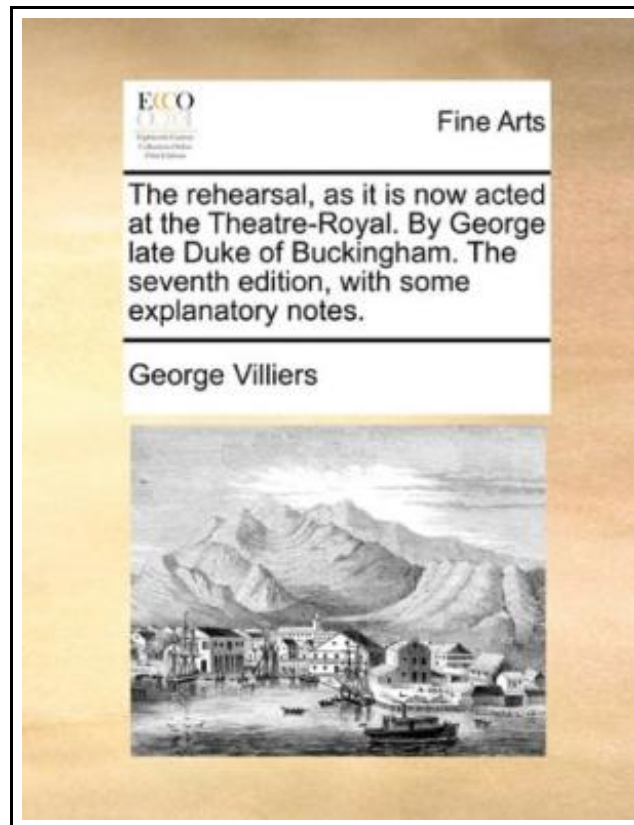 ECCO
Fine Arts
The rehearsal, as it is now acted
at the Theatre-Royal. By George
late Duke of Buckingham. The
seventh edition, with some
explanatory notes.
George Villiers